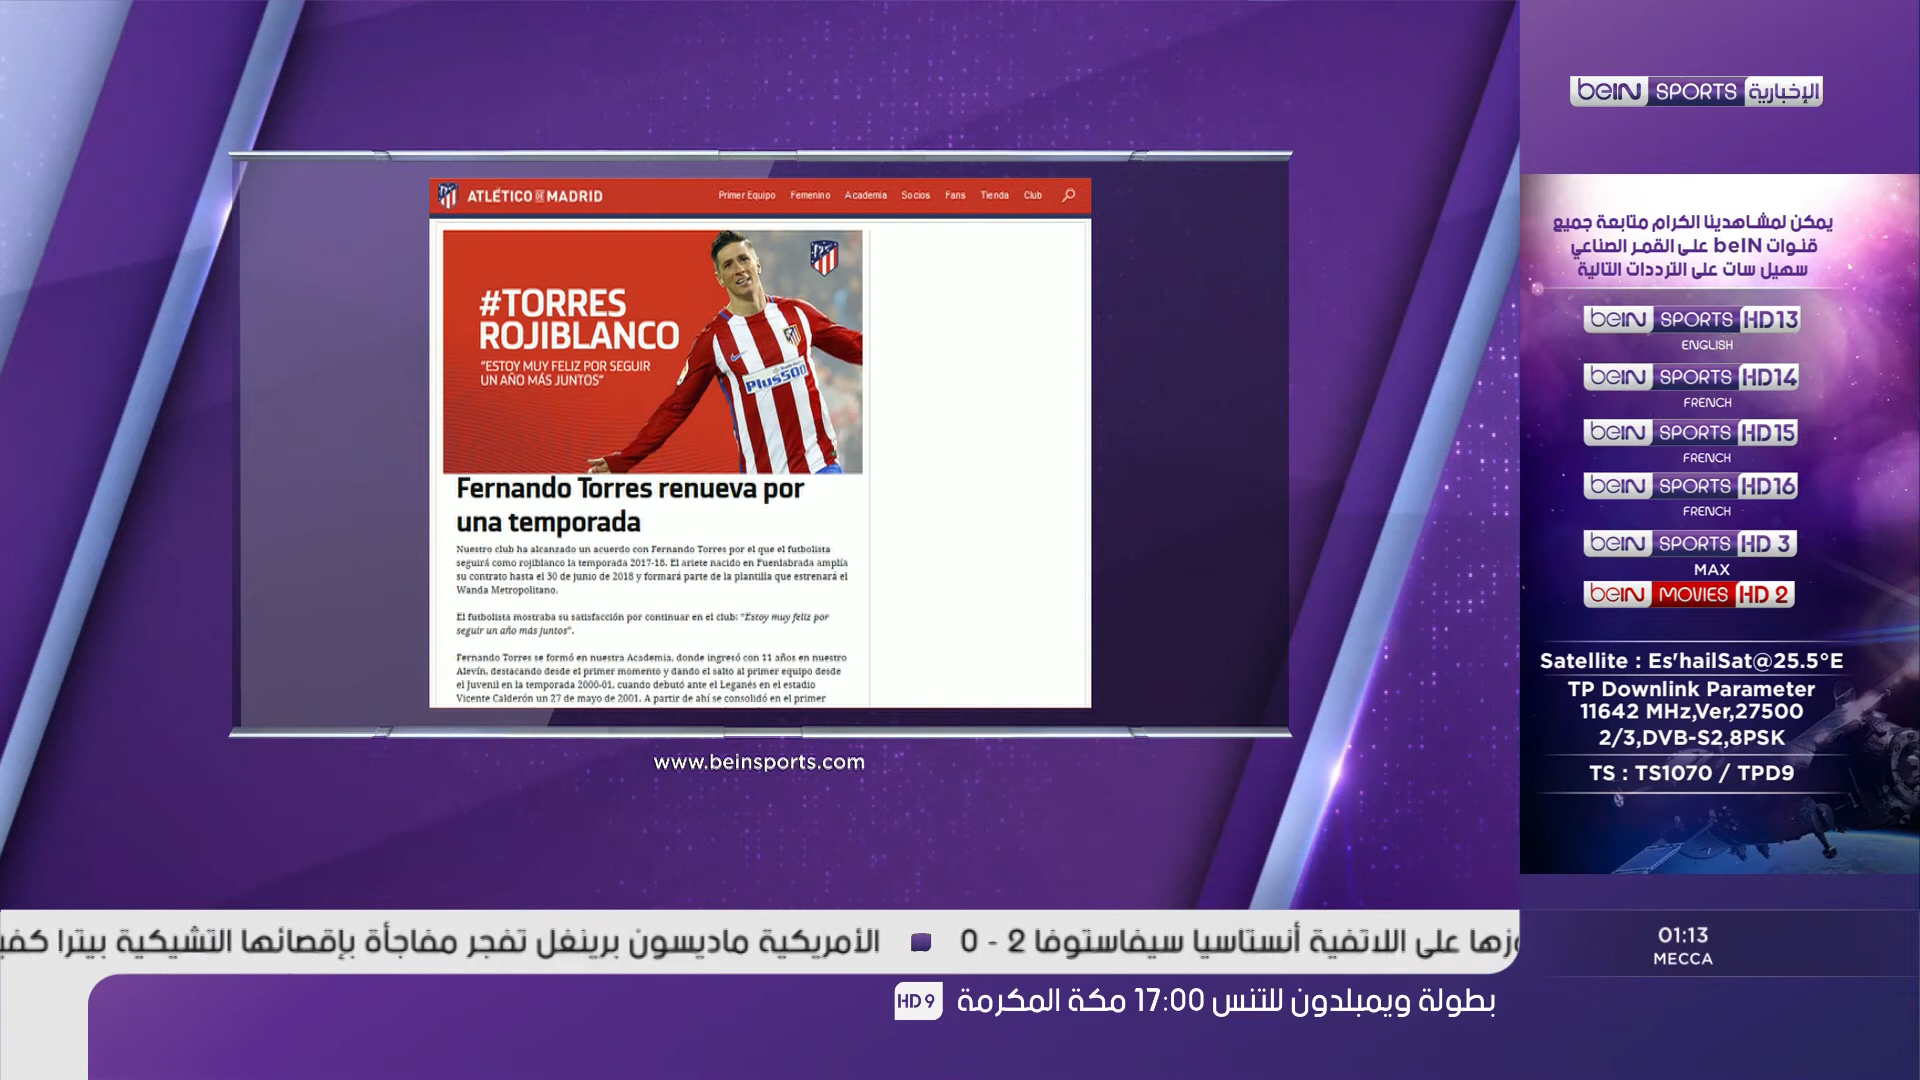 beIN SPORTS الإخبارية
ATLÉTICO DE MADRID
Primer Equipo Femenino Academia Socios Fans Tienda Club
#TORRES
ROJIBLANCO
"ESTOY MUY FELIZ POR SEGUIR
UN AÑO MÁS JUNTOS"
Plus500
Fernando Torres renueva por
una temporada
Nuestro club ha alcanzado un acuerdo con Fernando Torres por el que el futbolista
seguirá como rojiblanco la temporada 2017-18. El ariete nacido en Fuenlabrada amplía
su contrato hasta el 30 de junio de 2018 y formará parte de la plantilla que estrenará el
Wanda Metropolitano.
El futbolista mostraba su satisfacción por continuar en el club: "Estoy muy feliz por
seguir un año más juntos".
Fernando Torres se formó en nuestra Academia, donde ingresó con 11 años en nuestro
Alevín, destacando desde el primer momento y dando el salto al primer equipo desde
el Juvenil en la temporada 2000-01, cuando debutó ante el Leganés en el estadio
Vicente Calderón un 27 de mayo de 2001. A partir de ahí se consolidó en el primer
www.beinsports.com
يمكن لمشاهدينا الكرام متابعة جميع
قنوات beIN على القمر الصناعي
سهيل سات على الترددات التالية
beIN SPORTS HD13
ENGLISH
beIN SPORTS HD14
FRENCH
beIN SPORTS HD15
FRENCH
beIN SPORTS HD16
FRENCH
beIN SPORTS HD 3
MAX
beIN MOVIES HD 2
Satellite : Es'hailSat@25.5°E
TP Downlink Parameter
11642 MHz,Ver,27500
2/3,DVB-S2,8PSK
TS : TS1070 / TPD9
على اللاتفية أنستاسيا سيفاستوفا 2 - 0 الأمريكية ماديسون برينغل تفجر مفاجأة بإقصائها التشيكية بيترا
بطولة ويمبلدون للتنس 17:00 مكة المكرمة HD 9
01:13
MECCA